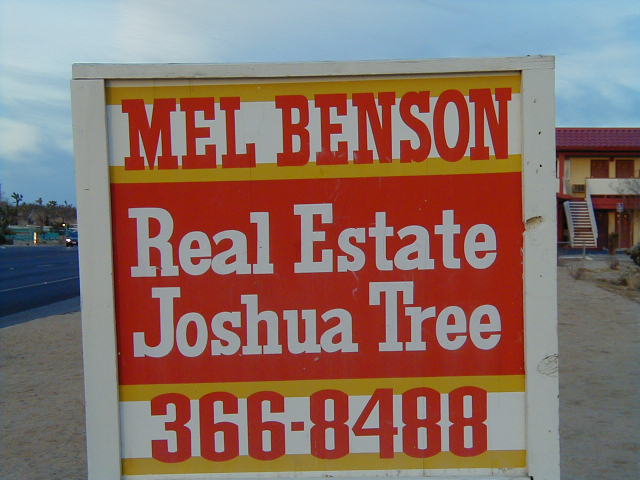 MEL BENSON
Real Estate
Joshua Tree
366-8488